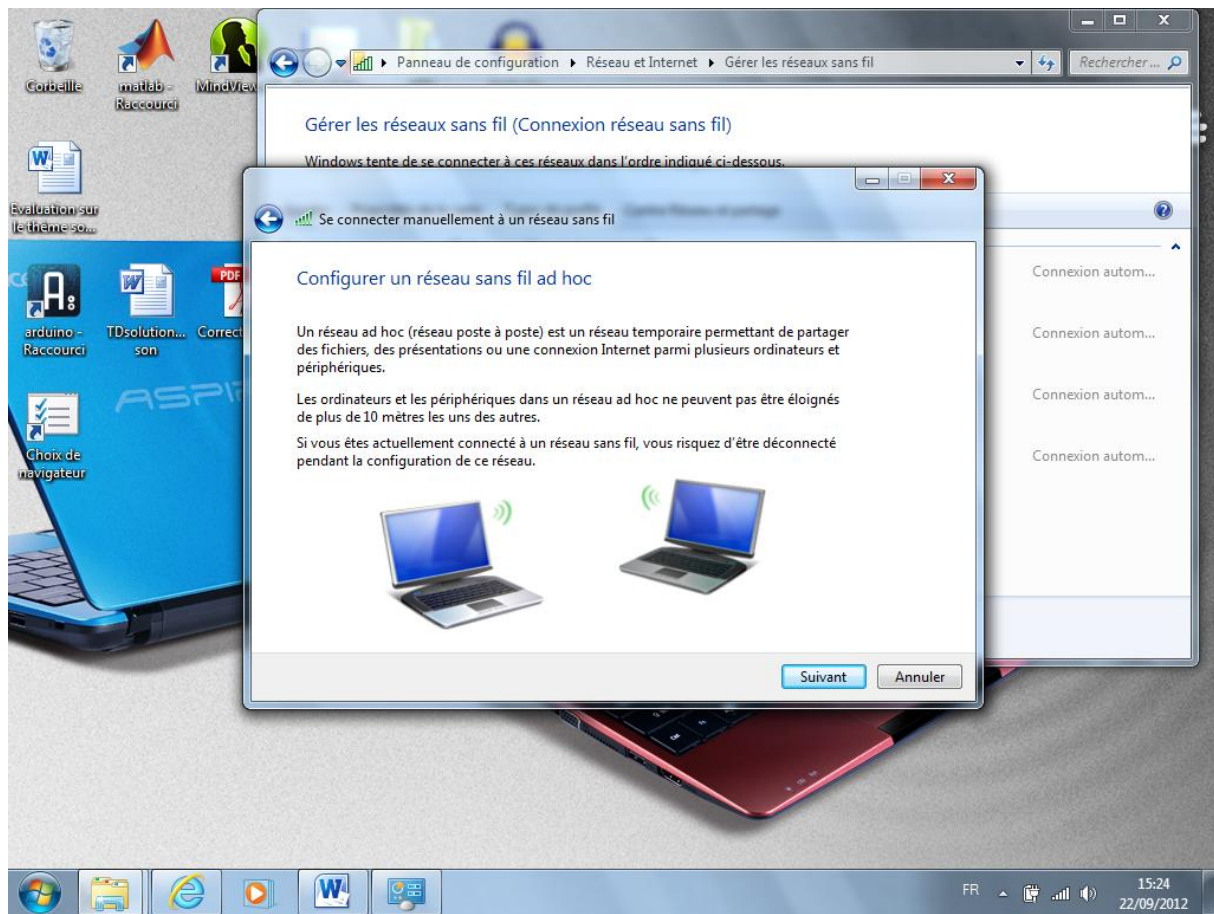 Corbeille
matlab -
Raccourci
MindView
Evaluation sur
le thème so...
arduino -
Raccourci
TDsolution...
son
PDF
Correct
Choix de
navigateur
ASPIR
Panneau de configuration ▸ Réseau et Internet ▸ Gérer les réseaux sans fil
Rechercher ...
Gérer les réseaux sans fil (Connexion réseau sans fil)
Windows tente de se connecter à ces réseaux dans l'ordre indiqué ci-dessous.
Connexion autom...
Connexion autom...
Connexion autom...
Connexion autom...
Se connecter manuellement à un réseau sans fil
Configurer un réseau sans fil ad hoc
Un réseau ad hoc (réseau poste à poste) est un réseau temporaire permettant de partager
des fichiers, des présentations ou une connexion Internet parmi plusieurs ordinateurs et
périphériques.
Les ordinateurs et les périphériques dans un réseau ad hoc ne peuvent pas être éloignés
de plus de 10 mètres les uns des autres.
Si vous êtes actuellement connecté à un réseau sans fil, vous risquez d'être déconnecté
pendant la configuration de ce réseau.
Suivant
Annuler
FR
15:24
22/09/2012